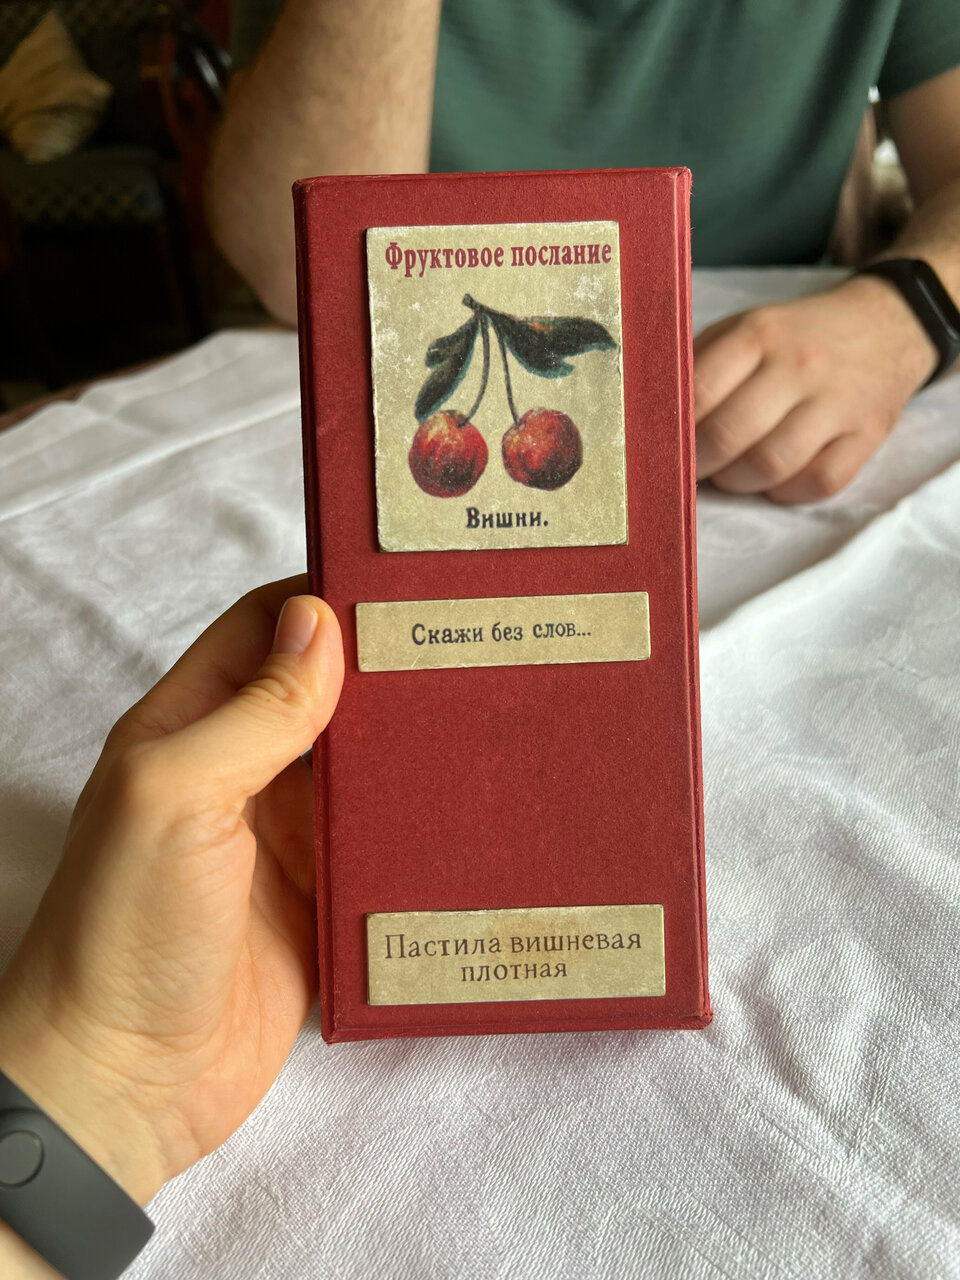 Фруктовое послание
Вишни.
Скажи без слов...
Пастила вишневая
плотная